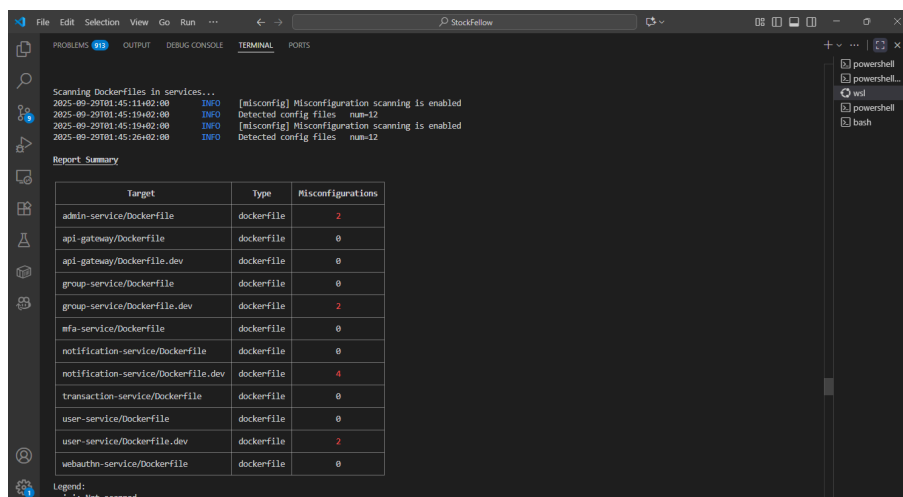 File Edit Selection View Go Run ··· ← → StockFellow
PROBLEMS 913 OUTPUT DEBUG CONSOLE TERMINAL PORTS
powershell
powershell...
wsl
powershell
bash
9
1
Scanning Dockerfiles in services...
2025-09-29T01:45:11+02:00 INFO [misconfig] Misconfiguration scanning is enabled
2025-09-29T01:45:19+02:00 INFO Detected config files num=12
2025-09-29T01:45:19+02:00 INFO [misconfig] Misconfiguration scanning is enabled
2025-09-29T01:45:26+02:00 INFO Detected config files num=12
Report Summary
Target Type Misconfigurations
admin-service/Dockerfile dockerfile 2
api-gateway/Dockerfile dockerfile 0
api-gateway/Dockerfile.dev dockerfile 0
group-service/Dockerfile dockerfile 0
group-service/Dockerfile.dev dockerfile 2
mfa-service/Dockerfile dockerfile 0
notification-service/Dockerfile dockerfile 0
notification-service/Dockerfile.dev dockerfile 4
transaction-service/Dockerfile dockerfile 0
user-service/Dockerfile dockerfile 0
user-service/Dockerfile.dev dockerfile 2
webauthn-service/Dockerfile dockerfile 0
Legend: